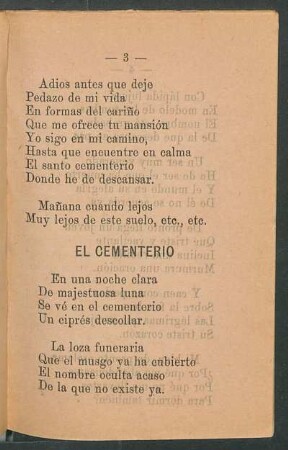 — 3 —
Adios antes que deje
Pedazo de mi vida
En formas del cariño
Que me ofrece tu mansión
Yo sigo en mi camino,
Hasta que encuentre en calma
El santo cementerio
Donde he de descansar.
Mañana cuando lejos
Muy lejos de este suelo, etc., etc.
EL CEMENTERIO
En una noche clara
De majestuosa luna
Se vé en el cementerio
Un ciprés descollar.
La loza funeraria
Que el musgo va ha cubierto
El nombre oculta acaso
De la que no existe ya.